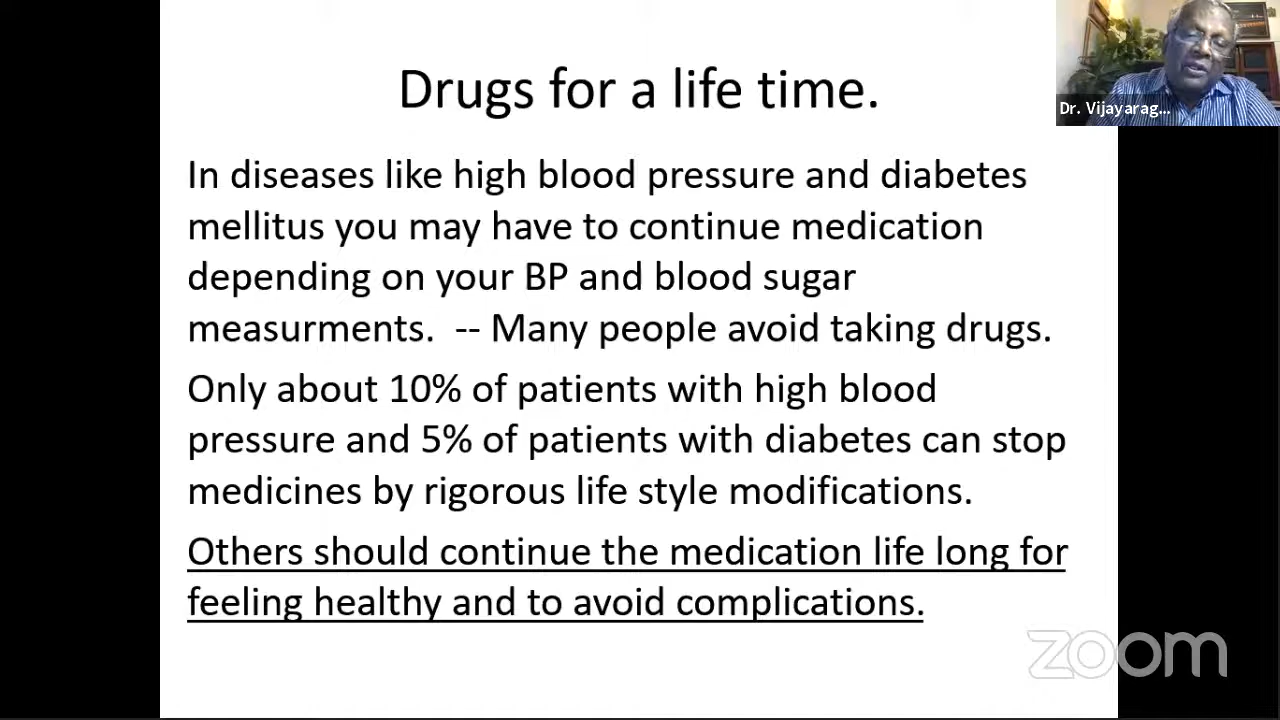 Drugs for a life time.
Dr. Vijayarag...
In diseases like high blood pressure and diabetes
mellitus you may have to continue medication
depending on your BP and blood sugar
measurments.  -- Many people avoid taking drugs.
Only about 10% of patients with high blood
pressure and 5% of patients with diabetes can stop
medicines by rigorous life style modifications.
Others should continue the medication life long for
feeling healthy and to avoid complications.
zoom